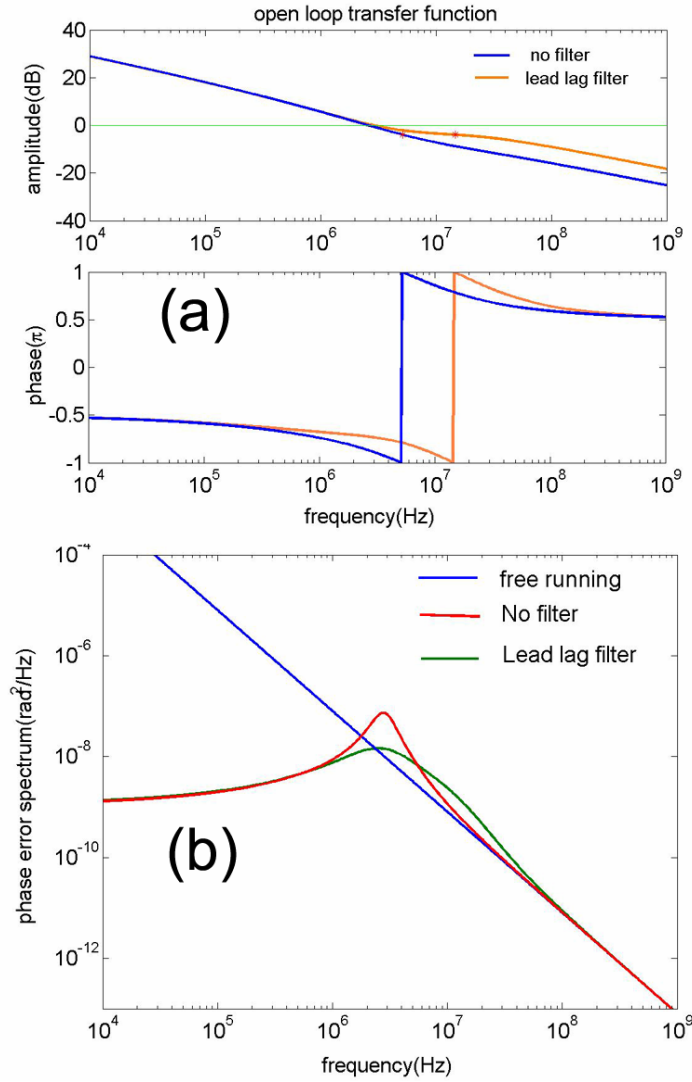 open loop transfer function
amplitude(dB)
40
20
0
-20
-40
no filter
lead lag filter
10^4 10^5 10^6 10^7 10^8 10^9
phase(π)
1
0.5
0
-0.5
-1
(a)
10^4 10^5 10^6 10^7 10^8 10^9
frequency(Hz)
phase error spectrum(rad^2/Hz)
10^-4
10^-6
10^-8
10^-10
10^-12
free running
No filter
Lead lag filter
(b)
10^4 10^5 10^6 10^7 10^8 10^9
frequency(Hz)